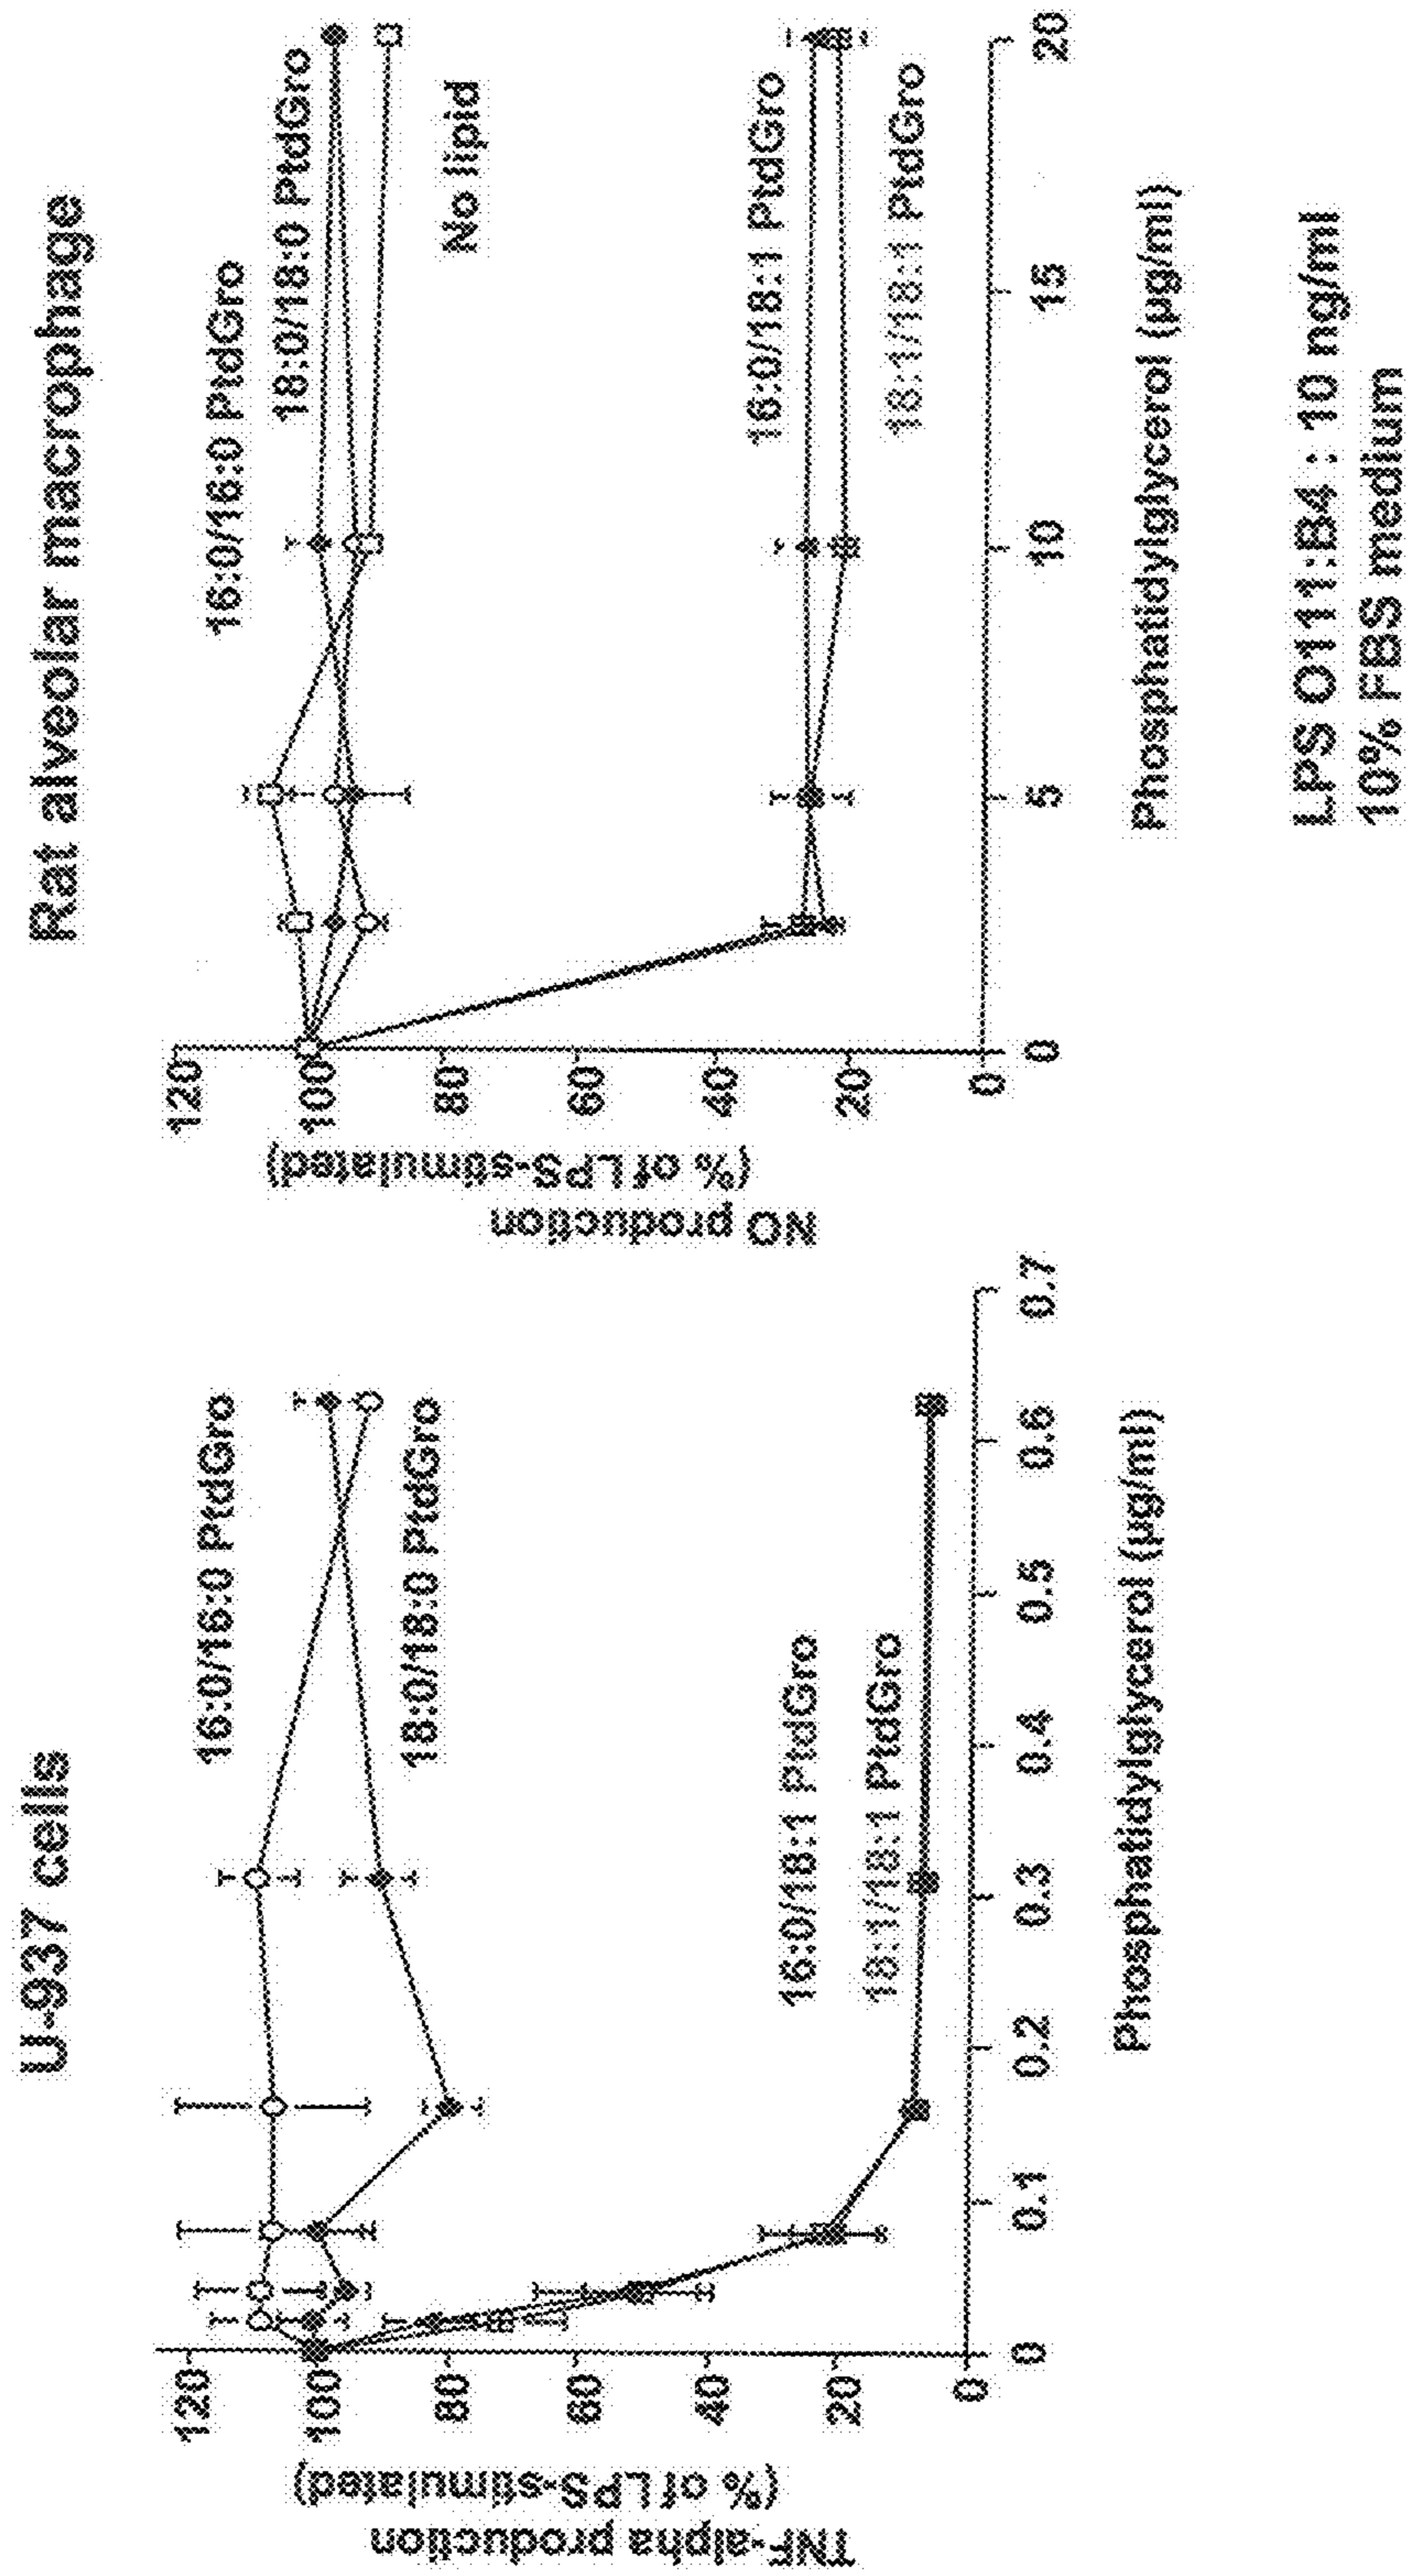 U-937 cells
TNF-alpha production
(% of LPS-stimulated)
120
100
80
60
40
20
0
16:0/16:0 PtdGro
18:0/18:0 PtdGro
16:0/18:1 PtdGro
18:1/18:1 PtdGro
0
0.1
0.2
0.3
0.4
0.5
0.6
0.7
Phosphatidylglycerol (µg/ml)
Rat alveolar macrophage
NO production
(% of LPS-stimulated)
120
100
80
60
40
20
0
16:0/16:0 PtdGro
18:0/18:0 PtdGro
No lipid
16:0/18:1 PtdGro
18:1/18:1 PtdGro
0
5
10
15
20
Phosphatidylglycerol (µg/ml)
LPS O111:B4 : 10 ng/ml
10% FBS medium